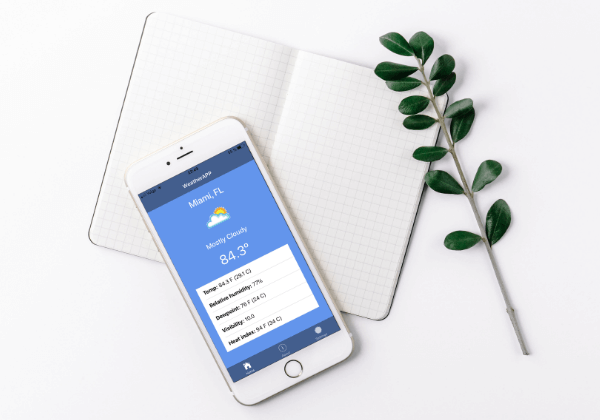 WeatherAPP
Miami, FL
Mostly Cloudy
84.3°
Temp: 84.3 F (29.1 C)
Relative humidity: 77%
Dewpoint: 76 F (24 C)
Visibility: 10.0
Heat index: 94 F (34 C)